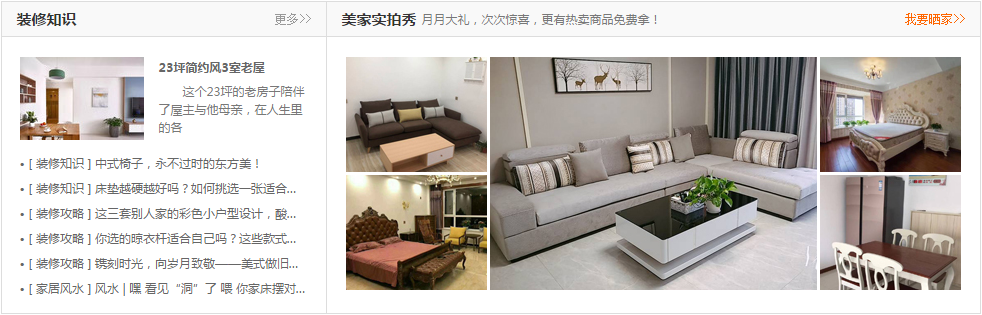 装修知识
更多>>
23坪简约风3室老屋
这个23坪的老房子陪伴
了屋主与他母亲，在人生里
的各
• [ 装修知识 ] 中式椅子，永不过时的东方美！
• [ 装修知识 ] 床垫越硬越好吗？如何挑选一张适合...
• [ 装修攻略 ] 这三套别人家的彩色小户型设计，酸...
• [ 装修攻略 ] 你选的晾衣杆适合自己吗？这些款式...
• [ 装修攻略 ] 镌刻时光，向岁月致敬——美式做旧...
• [ 家居风水 ] 风水 | 嘿 看见“洞”了 喂 你家床摆对...
美家实拍秀 月月大礼，次次惊喜，更有热卖商品免费拿！
我要晒家>>